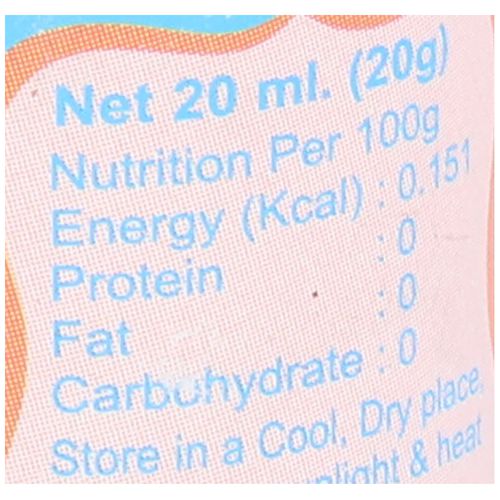 Net 20 ml. (20g)
Nutrition Per 100g
Energy (Kcal) : 0.151
Protein : 0
Fat : 0
Carbohydrate : 0
Store in a Cool, Dry place,
& heat